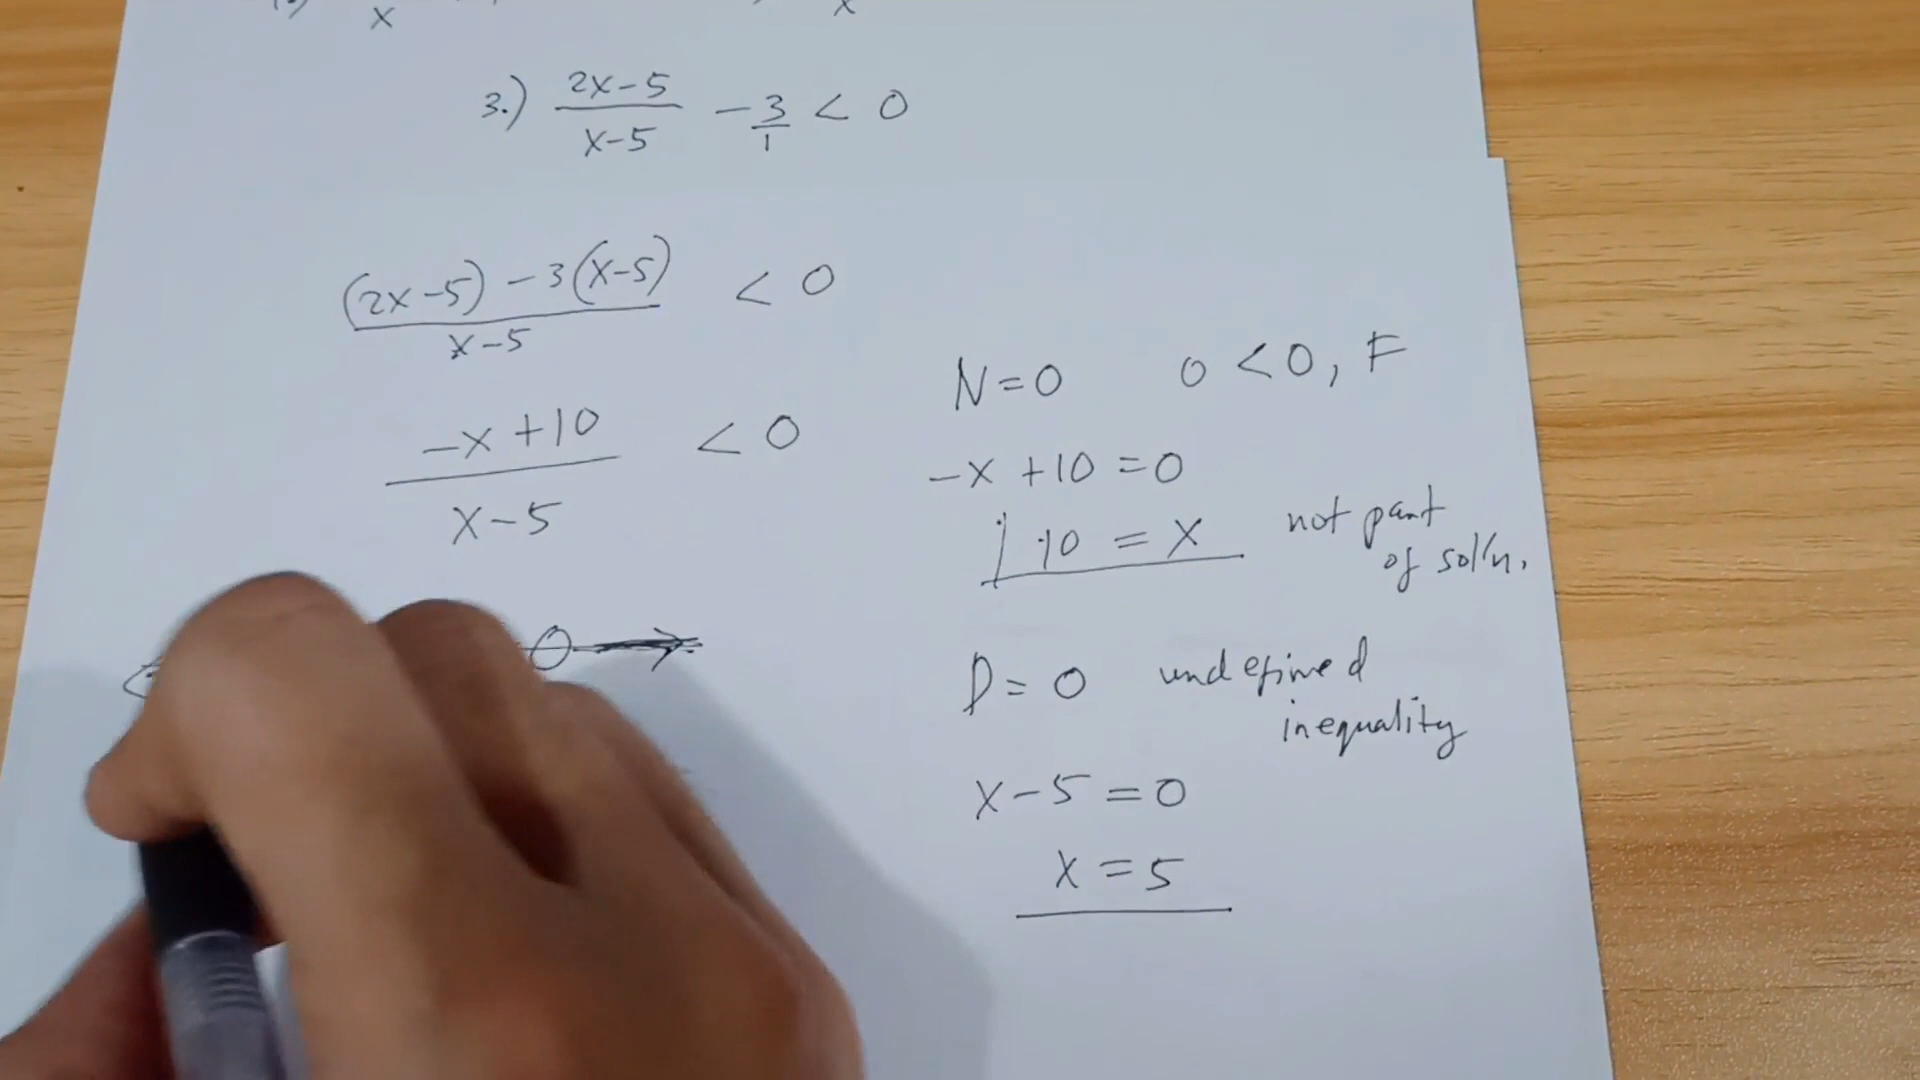 x x
3.) 2x-5 / x-5 - 3/1 < 0
(2x-5) - 3(x-5) / x-5 < 0
-x+10 / x-5 < 0
N=0 0<0, F
-x+10=0
10=x not part
of sol'n.
D=0 undefined
inequality
x-5=0
x=5